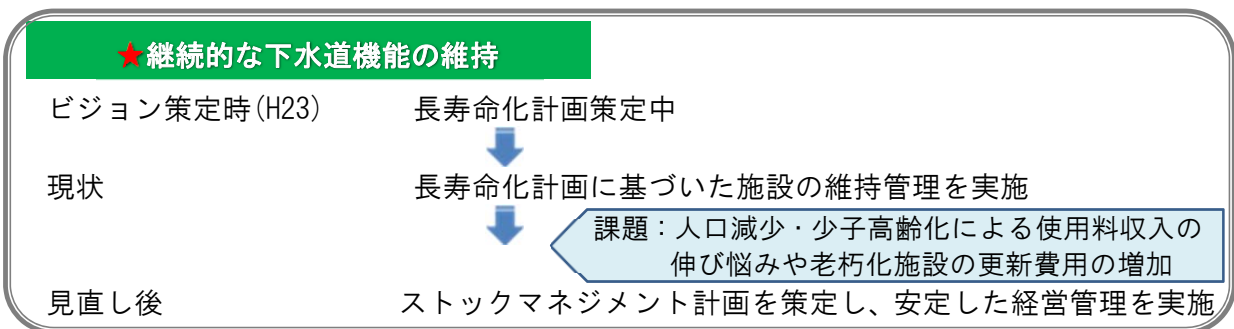 ★継続的な下水道機能の維持
ビジョン策定時(H23) 長寿命化計画策定中
現状 長寿命化計画に基づいた施設の維持管理を実施
課題：人口減少・少子高齢化による使用料収入の
伸び悩みや老朽化施設の更新費用の増加
見直し後 ストックマネジメント計画を策定し、安定した経営管理を実施